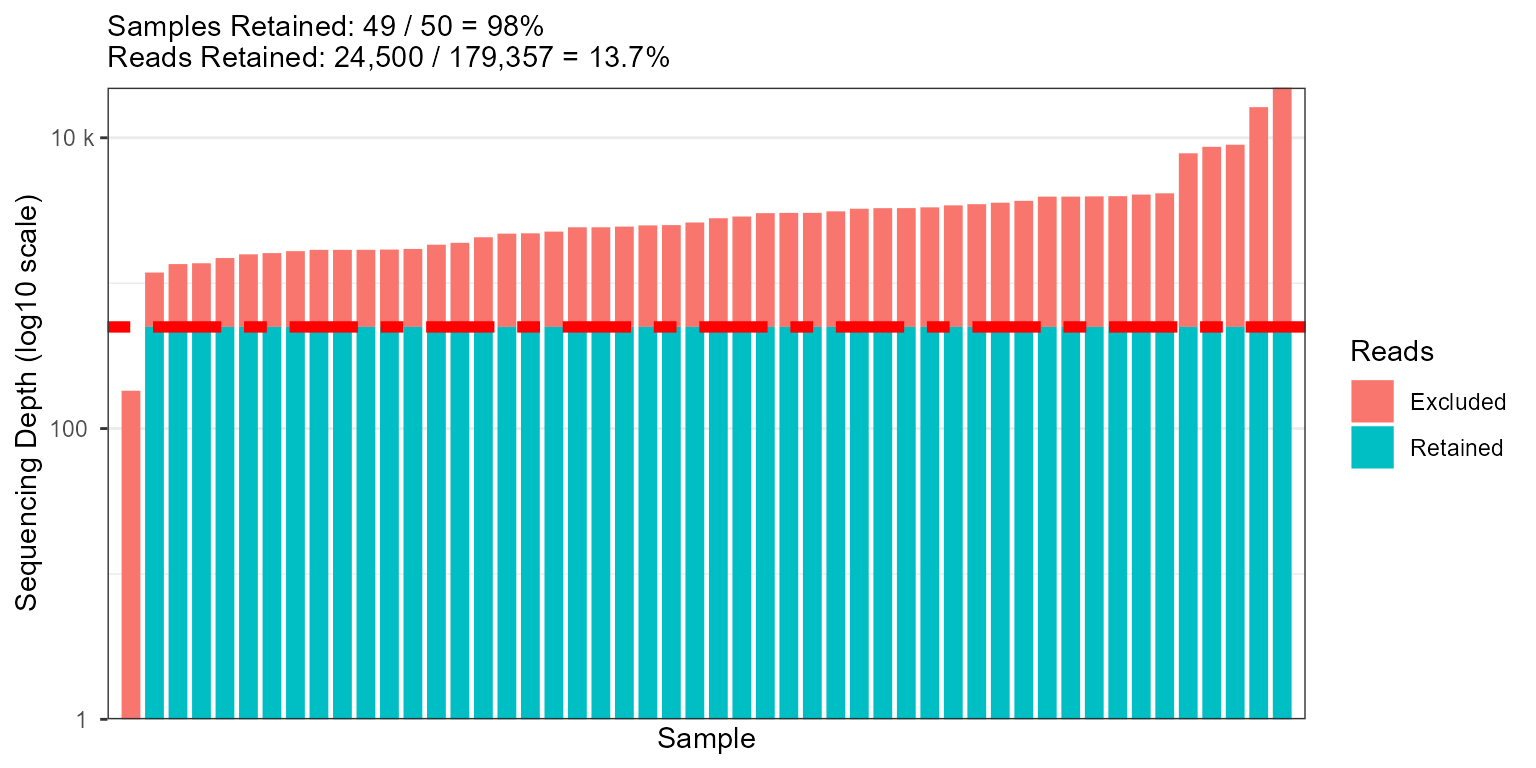 Samples Retained: 49 / 50 = 98%
Reads Retained: 24,500 / 179,357 = 13.7%
10 k
100
1
Sequencing Depth (log10 scale)
Sample
Reads
Excluded
Retained